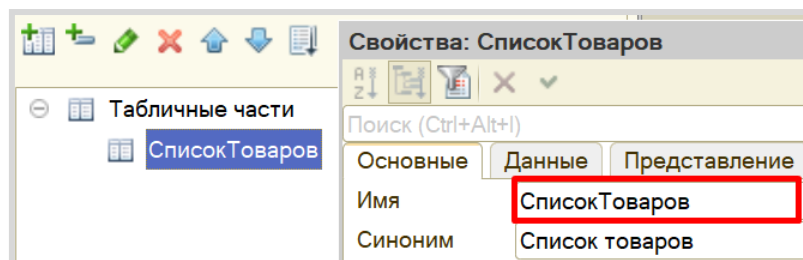 Табличные части
СписокТоваров
Свойства: СписокТоваров
Поиск (Ctrl+Alt+I)
Основные Данные Представление
Имя СписокТоваров
Синоним Список товаров